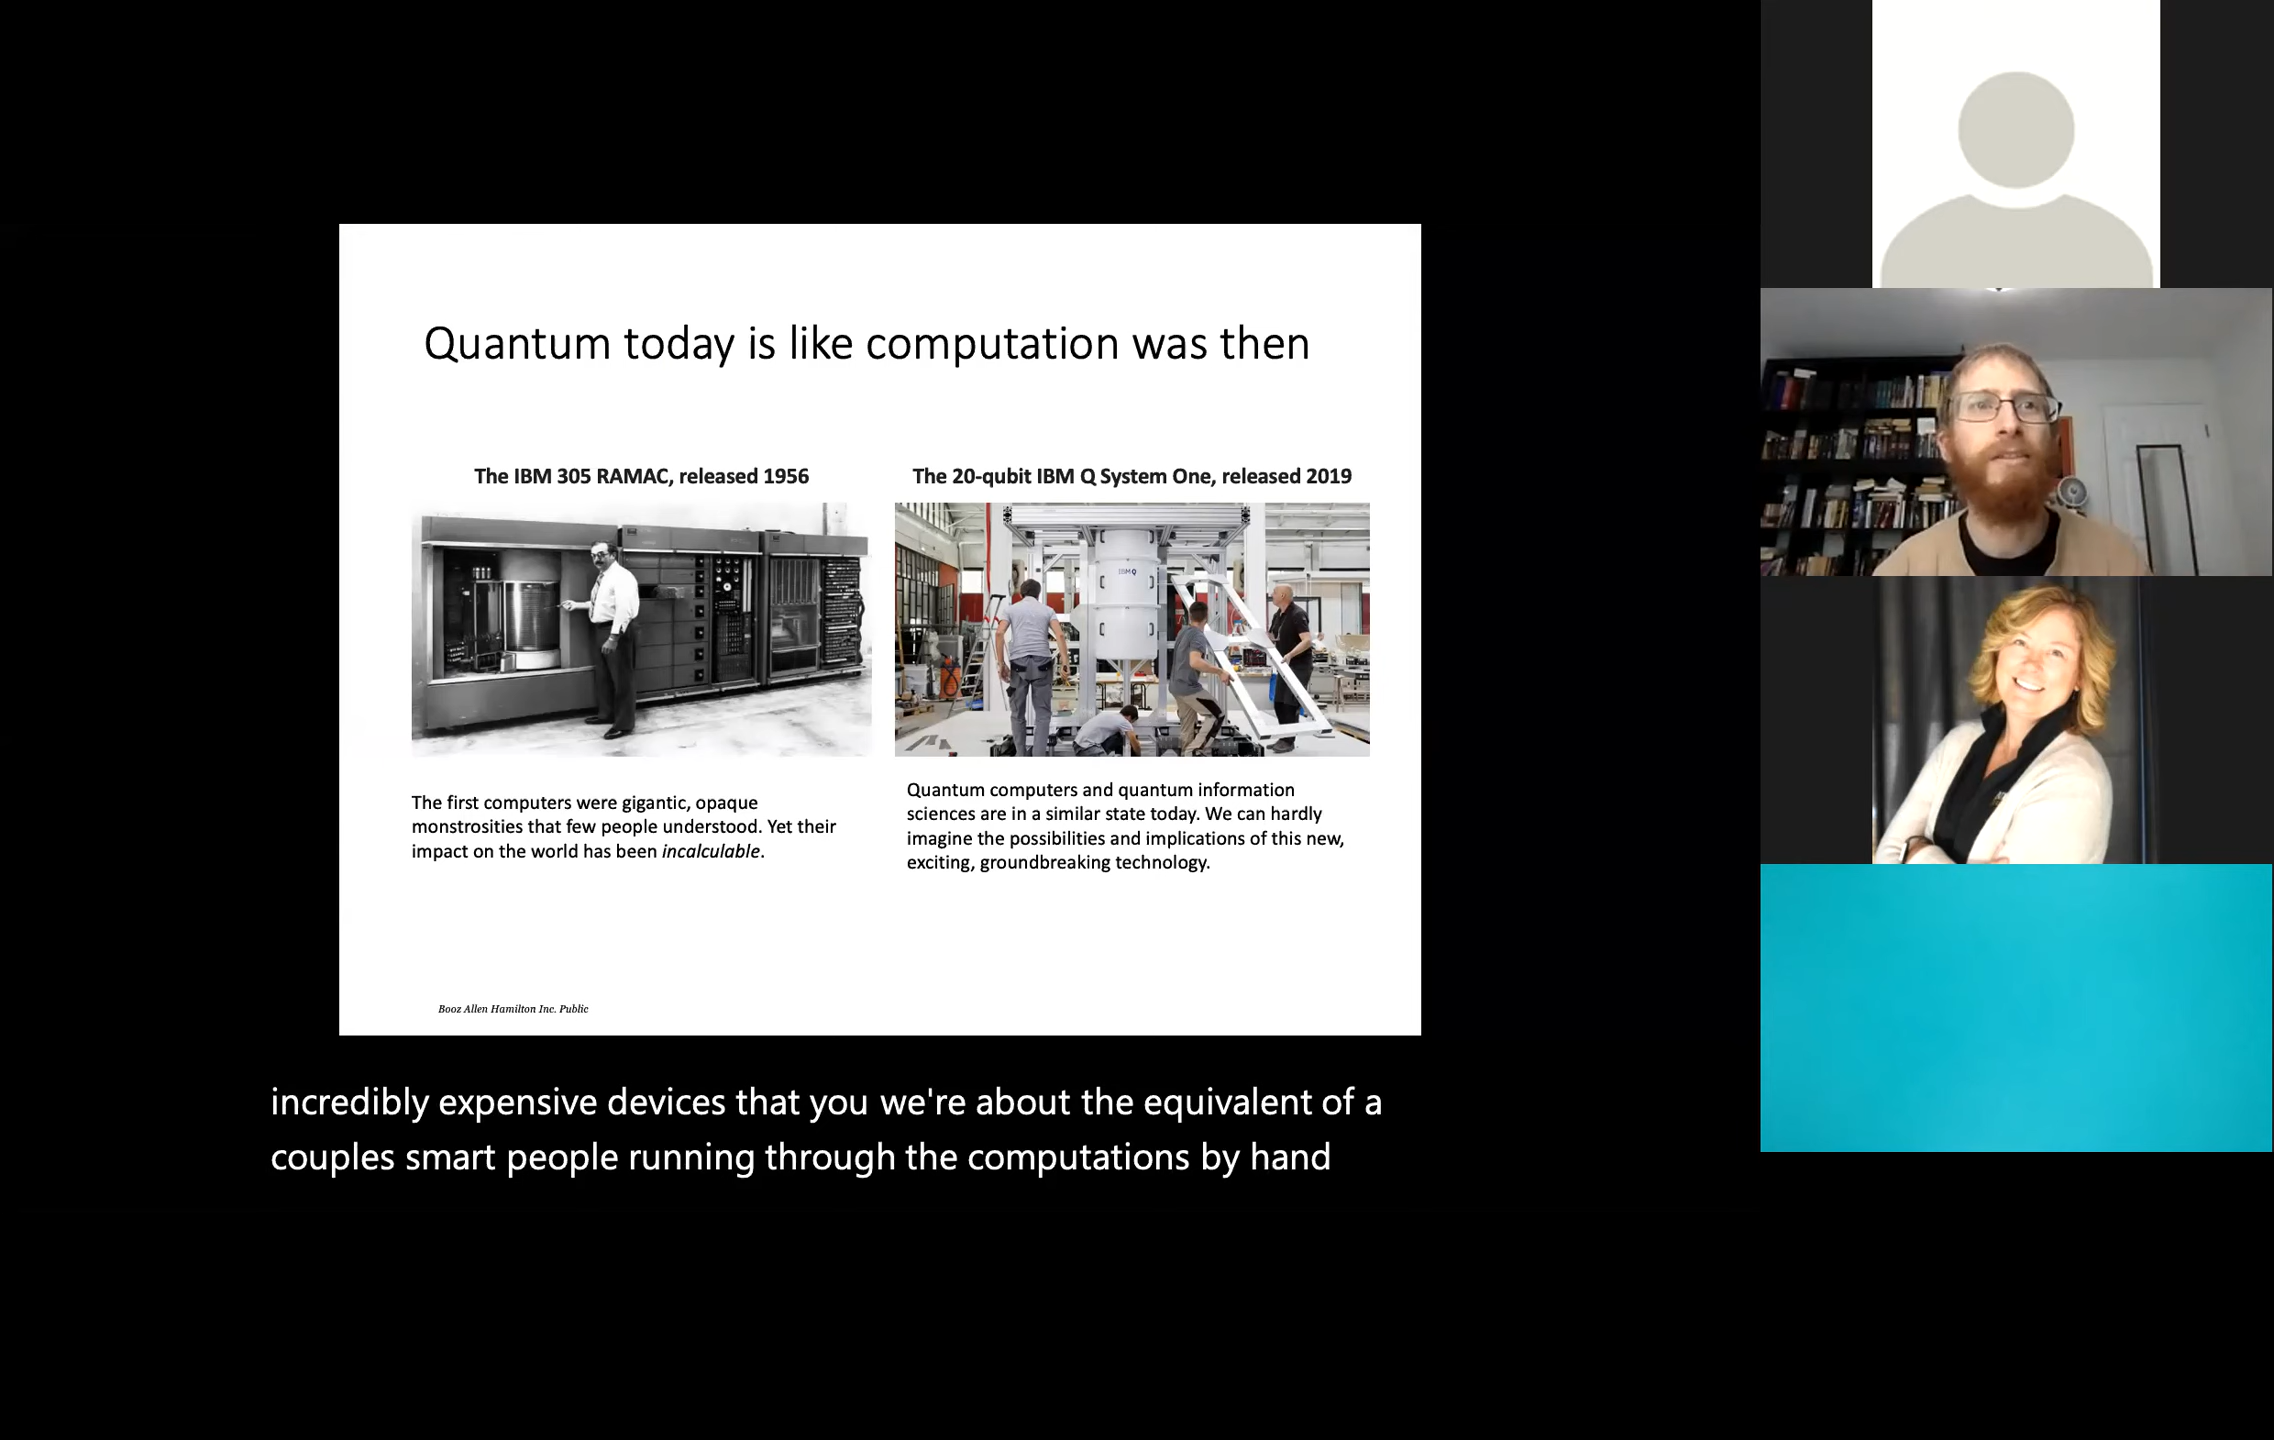 Quantum today is like computation was then
The IBM 305 RAMAC, released 1956
The 20-qubit IBM Q System One, released 2019
IBM Q
The first computers were gigantic, opaque
monstrosities that few people understood. Yet their
impact on the world has been incalculable.
Quantum computers and quantum information
sciences are in a similar state today. We can hardly
imagine the possibilities and implications of this new,
exciting, groundbreaking technology.
Booz Allen Hamilton Inc. Public
incredibly expensive devices that you we're about the equivalent of a
couples smart people running through the computations by hand